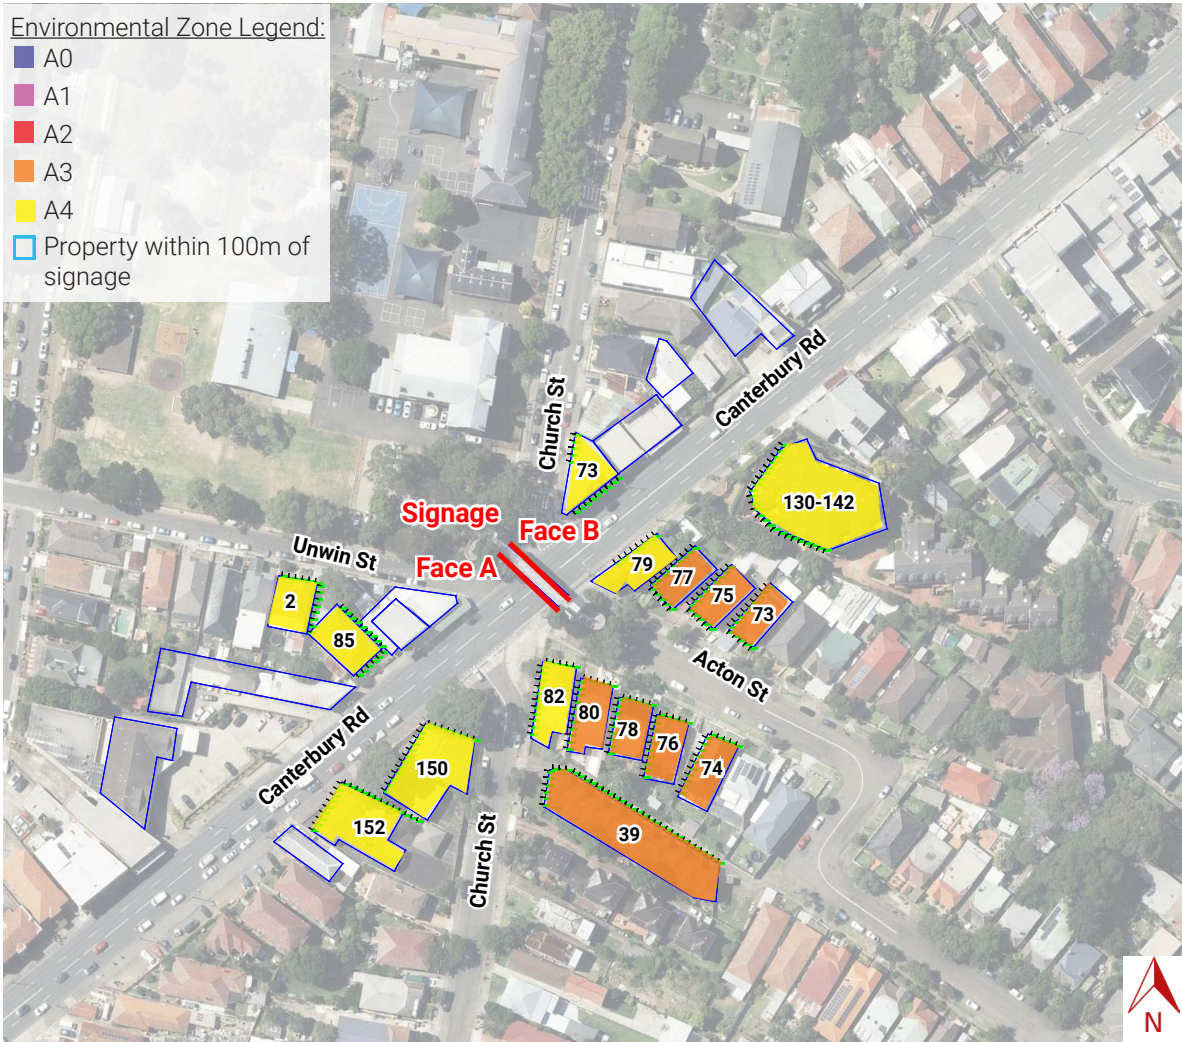 Environmental Zone Legend:
A0
A1
A2
A3
A4
Property within 100m of
signage
Canterbury Rd
Church St
73
130-142
Signage
Face B
Face A
Unwin St
79
77
75
73
2
85
Acton St
82
80
78
76
74
Canterbury Rd
150
152
39
Church St
N